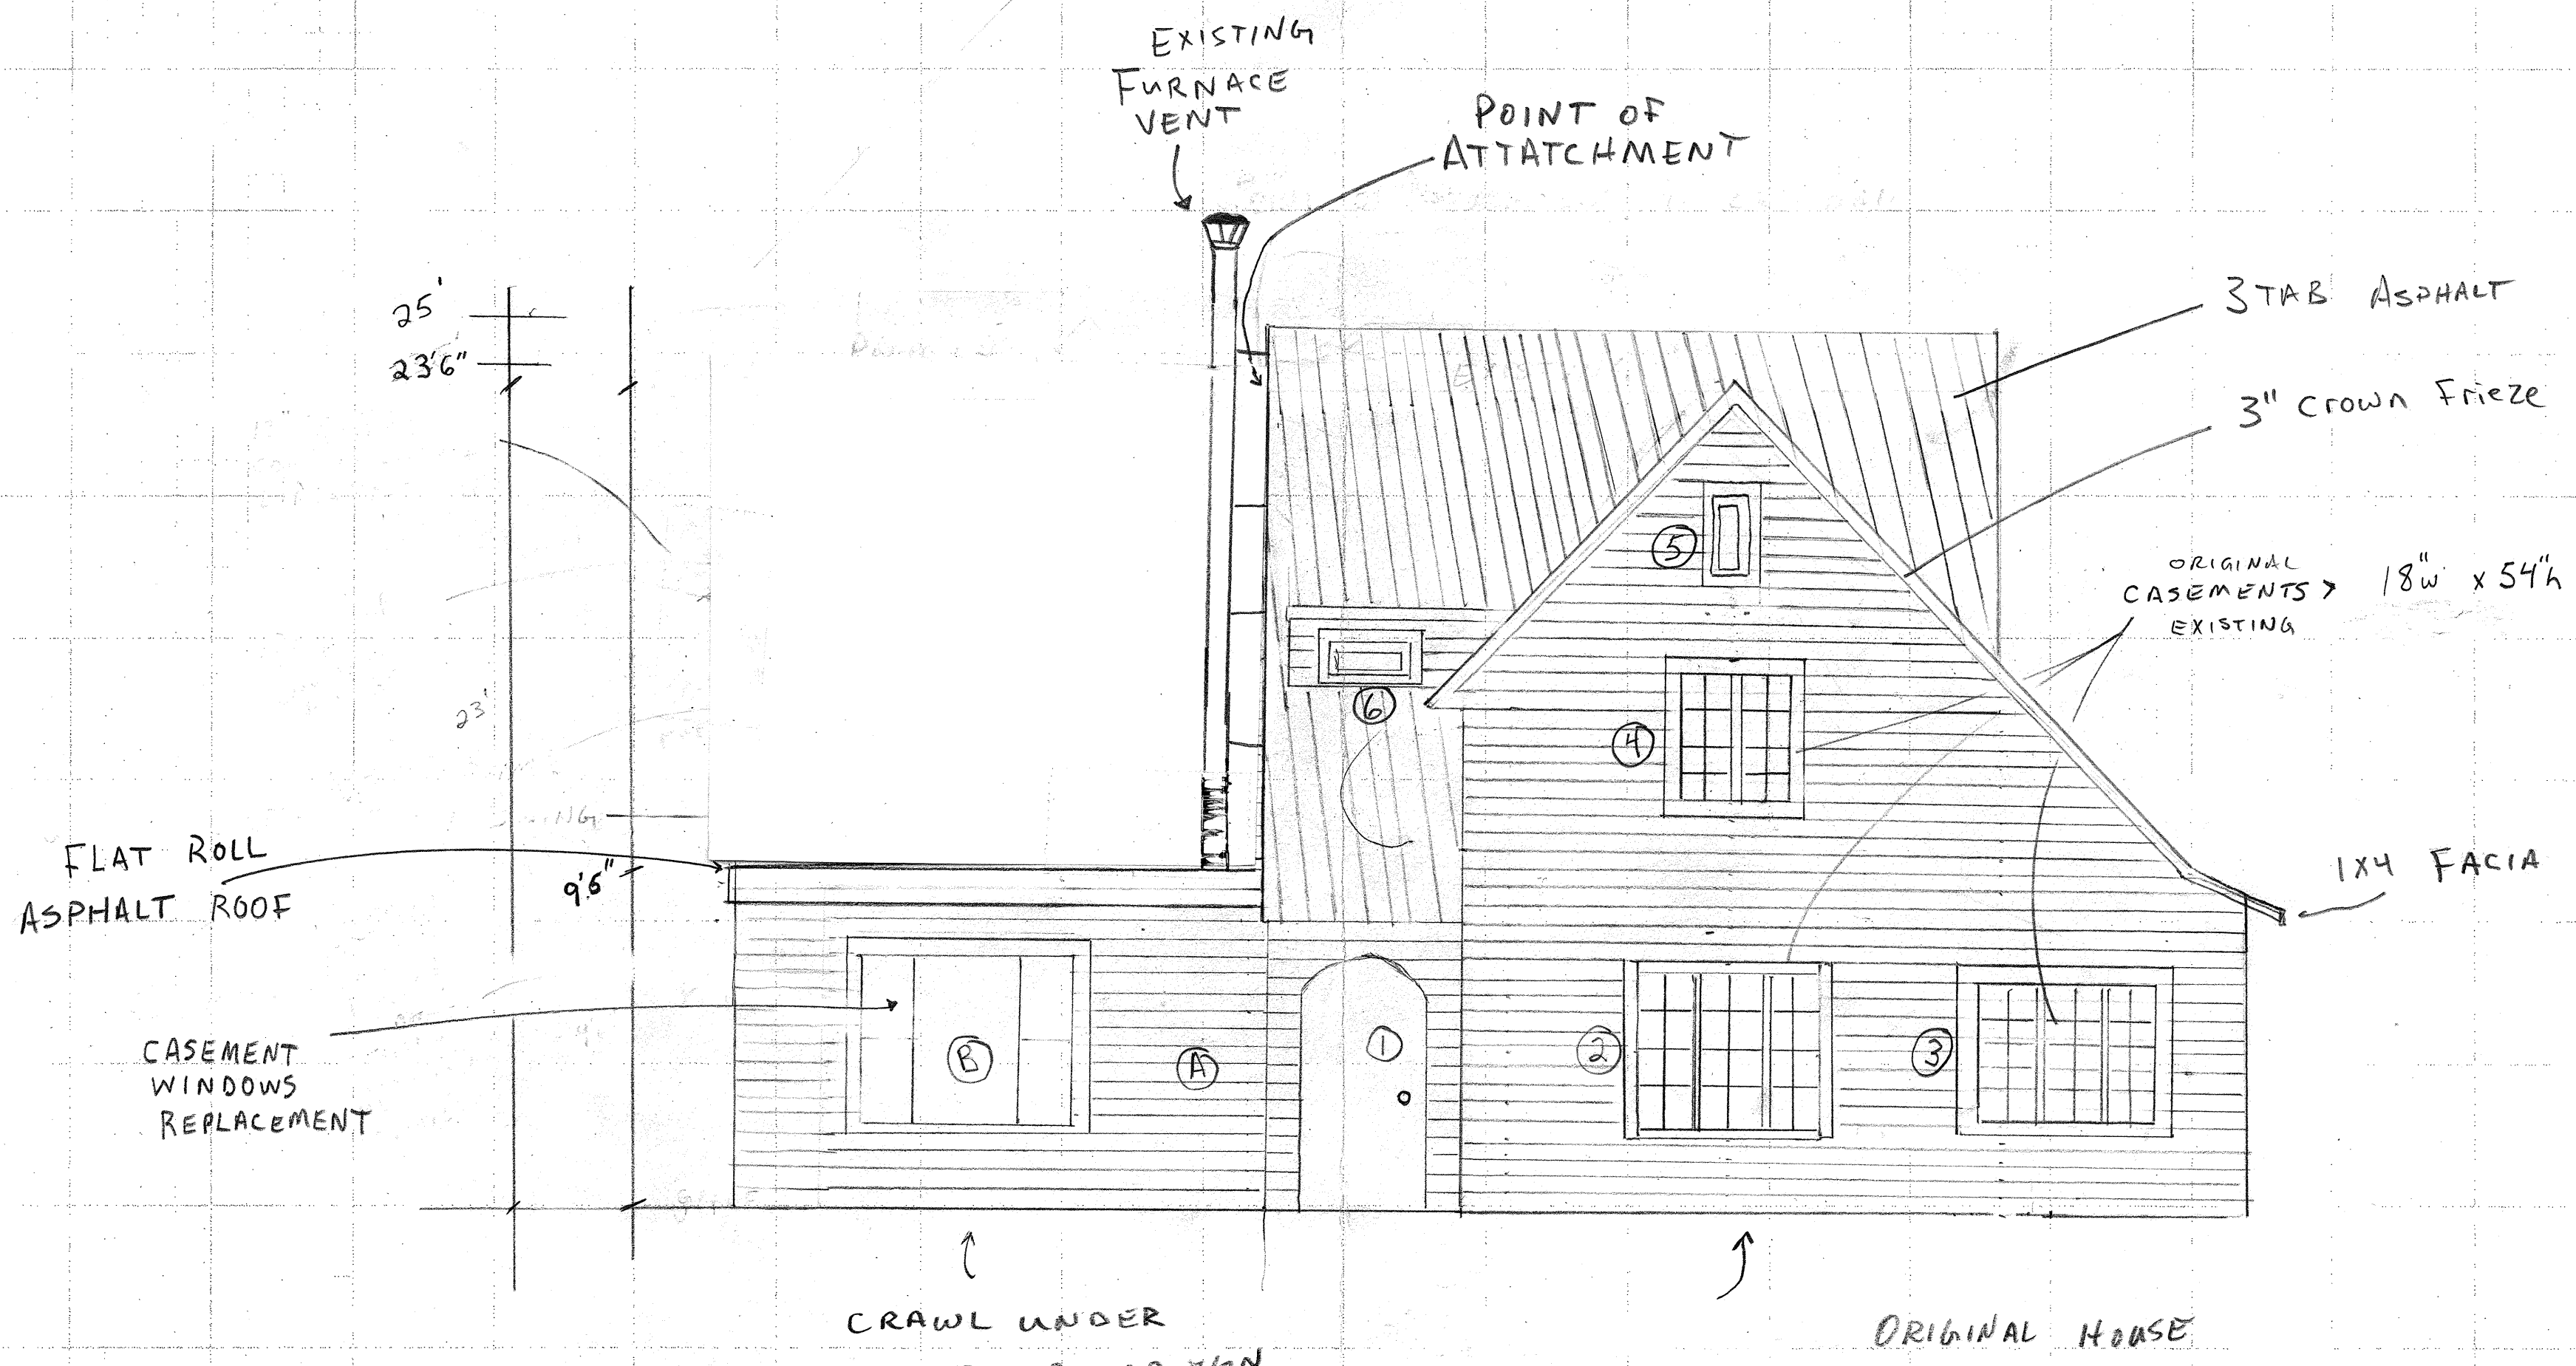 EXISTING
FURNACE
VENT
POINT OF
ATTATCHMENT
25'
23'6"
3 TAB ASPHALT
3" Crown Frieze
5
ORIGINAL
CASEMENTS > 18"w x 54"h
EXISTING
6
4
23'
FLAT ROLL
ASPHALT ROOF
9'6"
1X4 FACIA
CASEMENT
WINDOWS
REPLACEMENT
B
A
1
2
3
CRAWL UNDER
ORIGINAL HOUSE